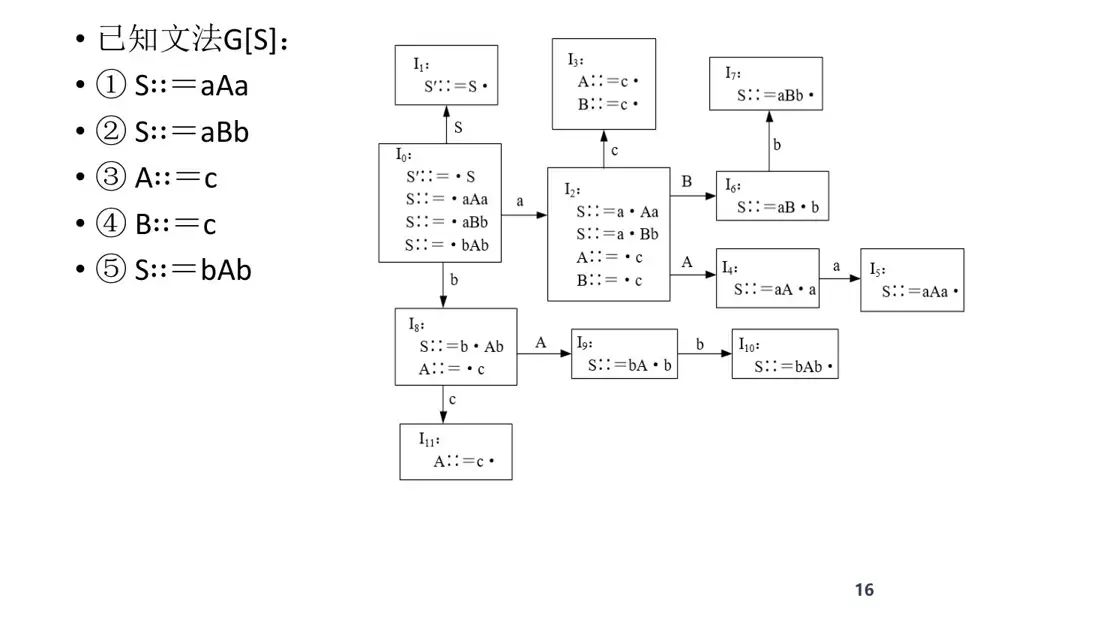 • 已知文法G[S]：
• ① S∷＝aAa
• ② S∷＝aBb
• ③ A∷＝c
• ④ B∷＝c
• ⑤ S∷＝bAb
I₁：
S′∷＝S·
S
I₀：
S′∷＝·S
S∷＝·aAa
S∷＝·aBb
S∷＝·bAb
a
b
I₃：
A∷＝c·
B∷＝c·
c
I₂：
S∷＝a·Aa
S∷＝a·Bb
A∷＝·c
B∷＝·c
B
A
I₇：
S∷＝aBb·
b
I₆：
S∷＝aB·b
I₄：
S∷＝aA·a
a
I₅：
S∷＝aAa·
I₈：
S∷＝b·Ab
A∷＝·c
A
c
I₉：
S∷＝bA·b
b
I₁₀：
S∷＝bAb·
I₁₁：
A∷＝c·
16